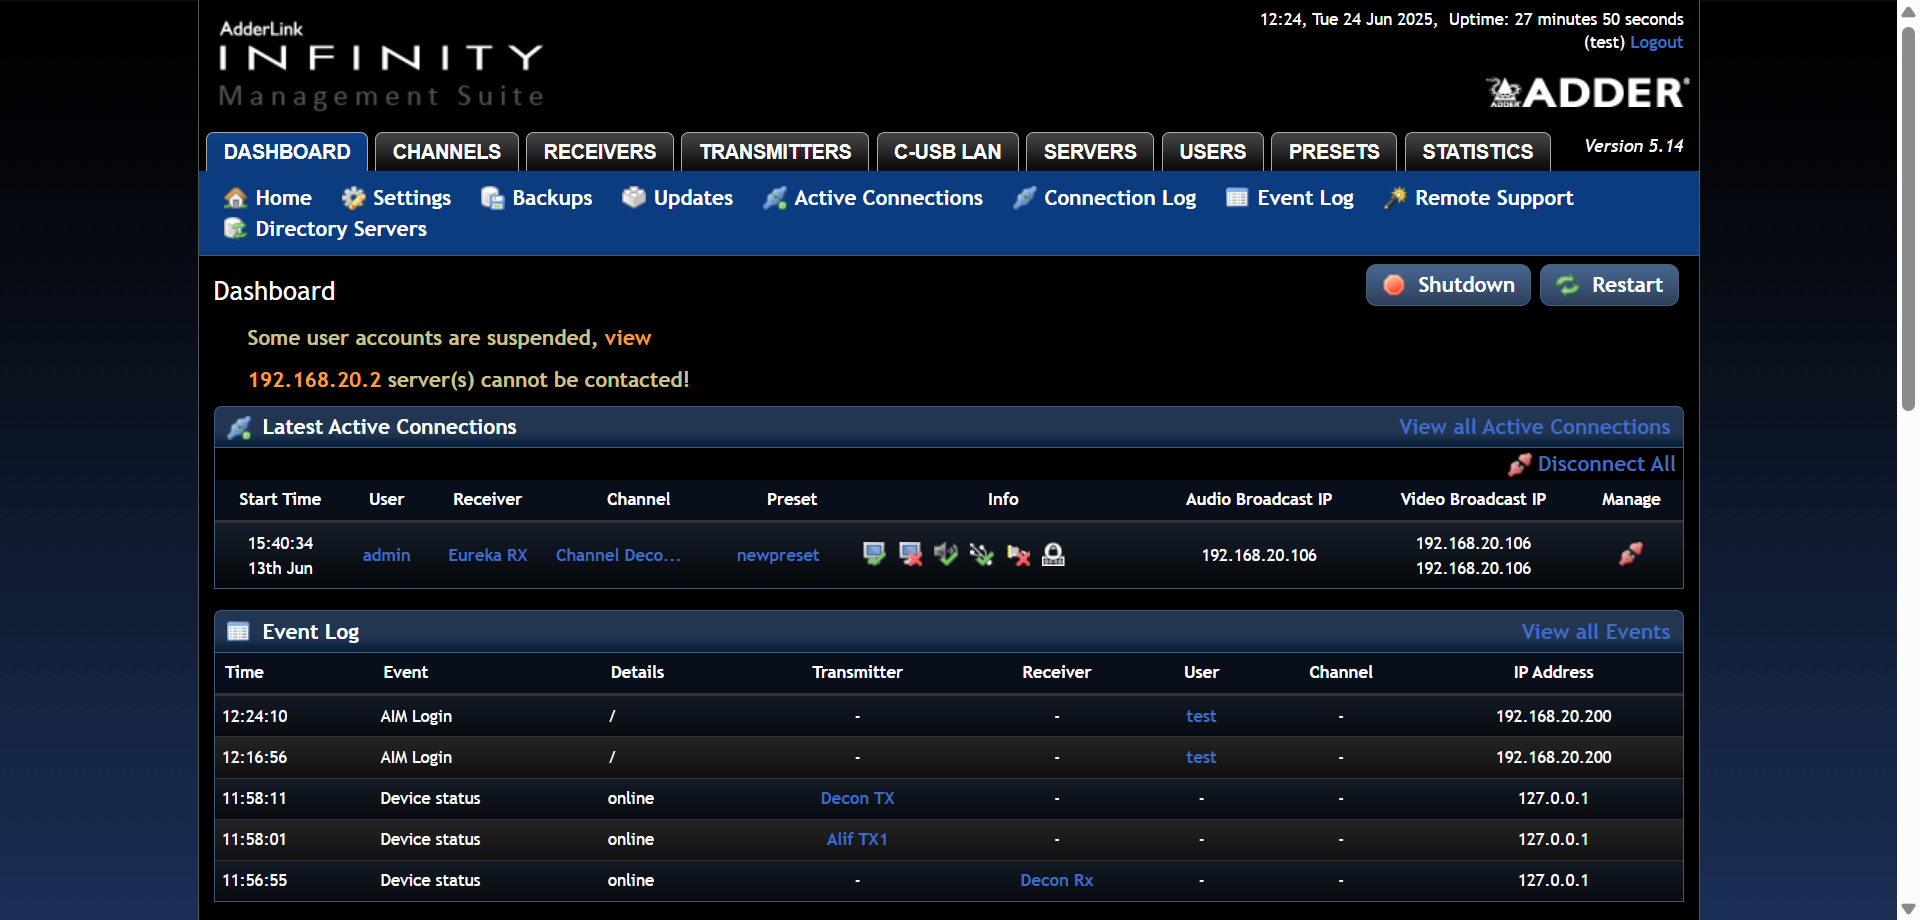 AdderLink
INFINITY
Management Suite
12:24, Tue 24 Jun 2025, Uptime: 27 minutes 50 seconds
(test) Logout
ADDER
ADDER®
DASHBOARD CHANNELS RECEIVERS TRANSMITTERS C-USB LAN SERVERS USERS PRESETS STATISTICS Version 5.14
Home Settings Backups Updates Active Connections Connection Log Event Log Remote Support
Directory Servers
Dashboard Shutdown Restart
Some user accounts are suspended, view
192.168.20.2 server(s) cannot be contacted!
Latest Active Connections View all Active Connections
Disconnect All
Start Time User Receiver Channel Preset Info Audio Broadcast IP Video Broadcast IP Manage
15:40:34 192.168.20.106
admin Eureka RX Channel Deco... newpreset 192.168.20.106
13th Jun 192.168.20.106
Event Log View all Events
Time Event Details Transmitter Receiver User Channel IP Address
12:24:10 AIM Login / - - test - 192.168.20.200
12:16:56 AIM Login / - - test - 192.168.20.200
11:58:11 Device status online Decon TX - - - 127.0.0.1
11:58:01 Device status online Alif TX1 - - - 127.0.0.1
11:56:55 Device status online - Decon Rx - - 127.0.0.1